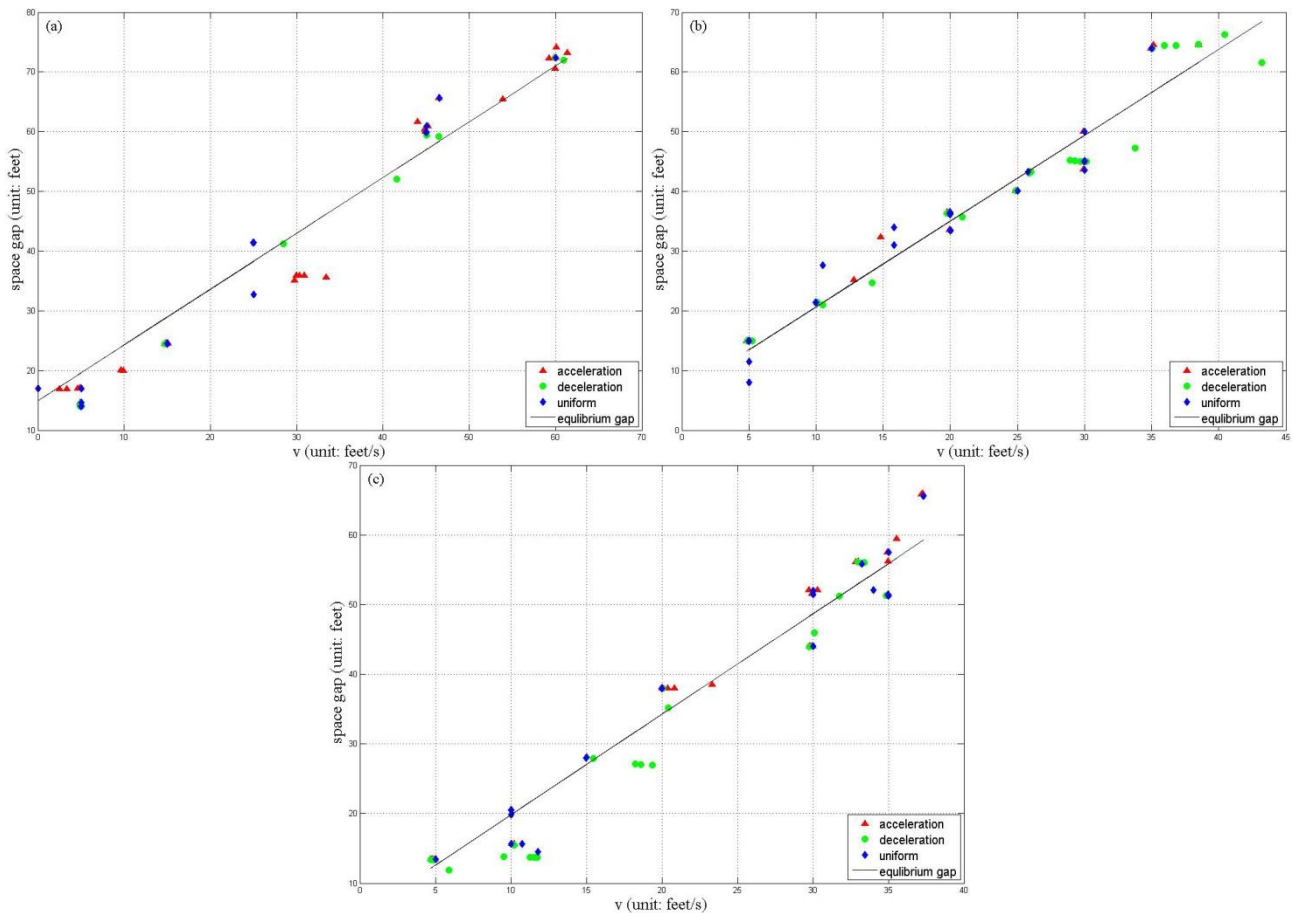 (a)
80
70
60
50
40
30
20
10
space gap (unit: feet)
0 10 20 30 40 50 60 70
v (unit: feet/s)
acceleration
deceleration
uniform
equlibrium gap
(b)
80
70
60
50
40
30
20
10
0
space gap (unit: feet)
0 5 10 15 20 25 30 35 40 45
v (unit: feet/s)
acceleration
deceleration
uniform
equlibrium gap
(c)
70
60
50
40
30
20
10
space gap (unit: feet)
0 5 10 15 20 25 30 35 40
v (unit: feet/s)
acceleration
deceleration
uniform
equlibrium gap